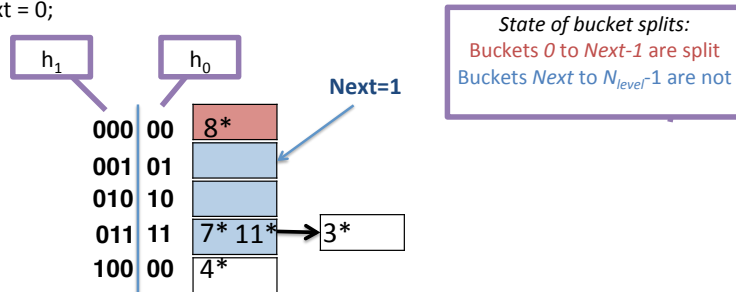 xt = 0;
State of bucket splits:
Buckets 0 to Next-1 are split
Buckets Next to Nlevel-1 are not
h1 h0
Next=1
000 00 8*
001 01
010 10
011 11 7* 11* 3*
100 00 4*